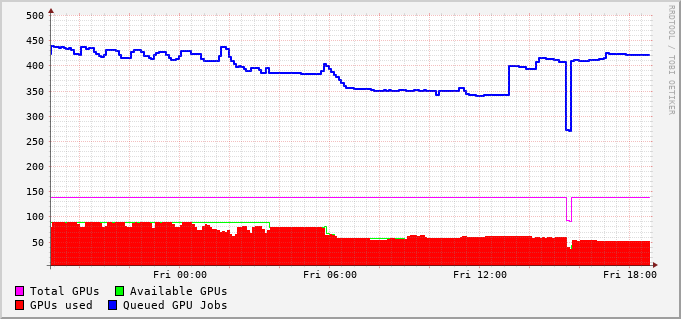 500
450
400
350
300
250
200
150
100
50
Fri 00:00 Fri 06:00 Fri 12:00 Fri 18:00
Total GPUs Available GPUs
GPUs used Queued GPU Jobs
RRDTOOL / TOBI OETIKER